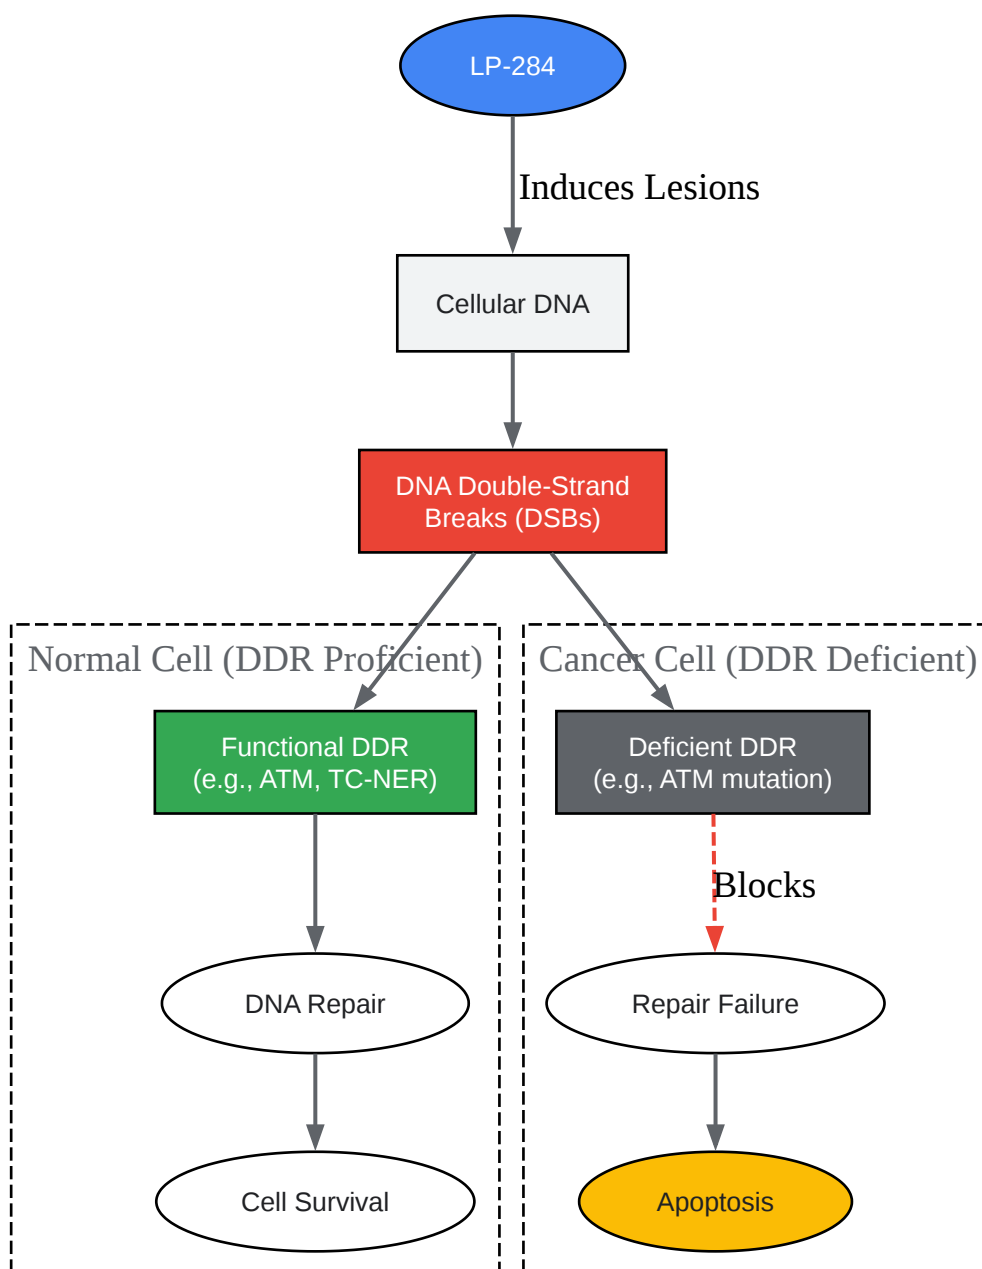 LP-284
Induces Lesions
Cellular DNA
DNA Double-Strand
Breaks (DSBs)
Normal Cell (DDR Proficient)
Functional DDR
(e.g., ATM, TC-NER)
DNA Repair
Cell Survival
Cancer Cell (DDR Deficient)
Deficient DDR
(e.g., ATM mutation)
Blocks
Repair Failure
Apoptosis